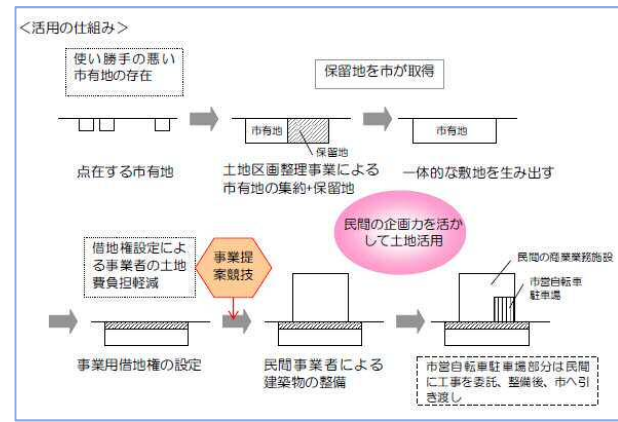 ＜活用の仕組み＞
使い勝手の悪い
市有地の存在
保留地を市が取得
市有地
保留地
市有地
点在する市有地
土地区画整理事業による
市有地の集約+保留地
一体的な敷地を生み出す
民間の企画力を活か
して土地活用
借地権設定によ
る事業者の土地
費負担軽減
事業提
案競技
民間の商業業務施設
市営自転車
駐車場
事業用借地権の設定
民間事業者による
建築物の整備
市営自転車駐車場部分は民間
に工事を委託、整備後、市へ引
き渡し